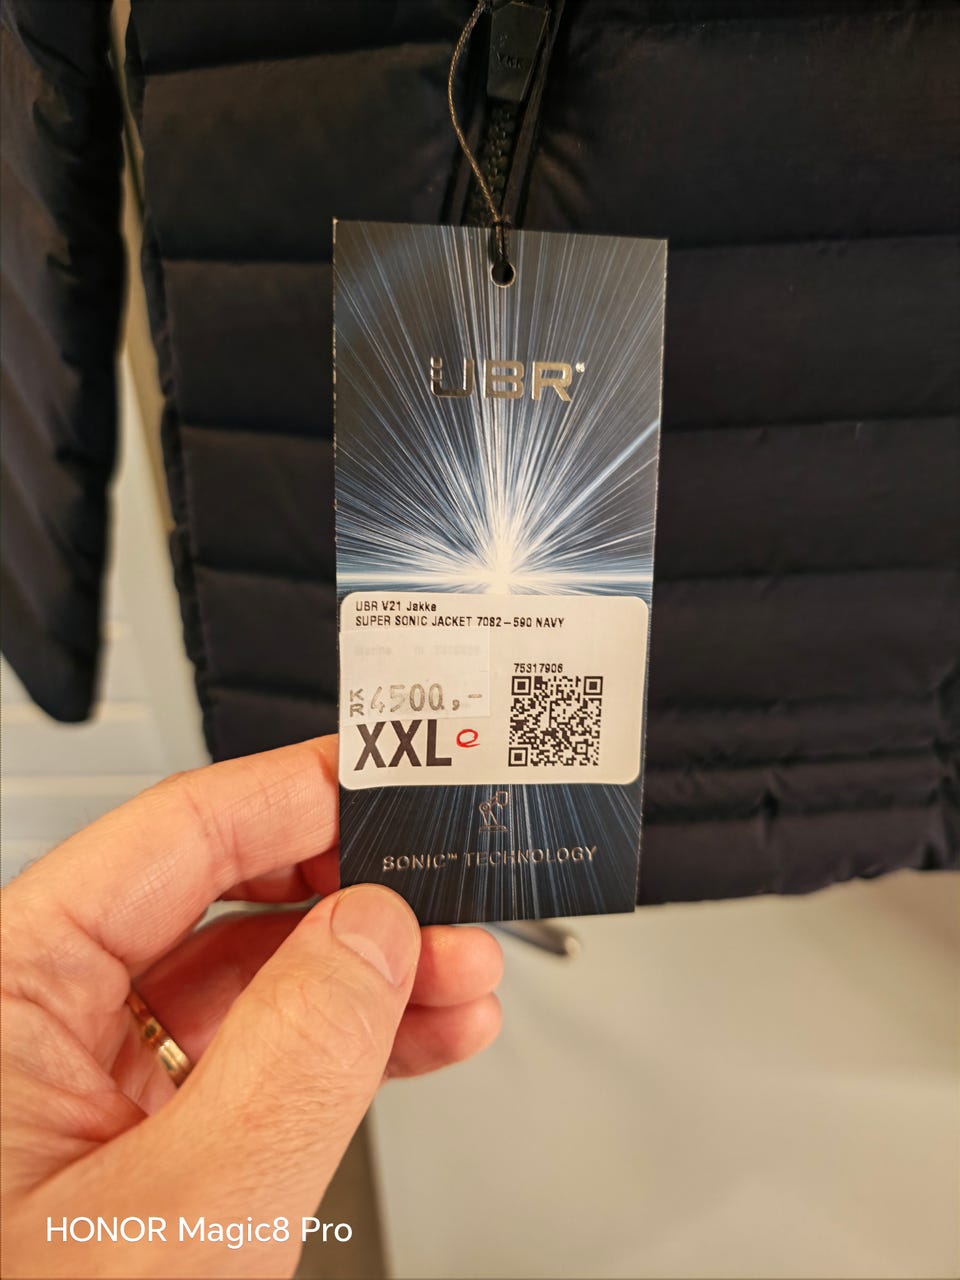 YKK
UBR
UBR V21 Jakke
SUPER SONIC JACKET 7082-590 NAVY
75317906
KR 4500,-
XXL
SONIC™ TECHNOLOGY
HONOR Magic8 Pro